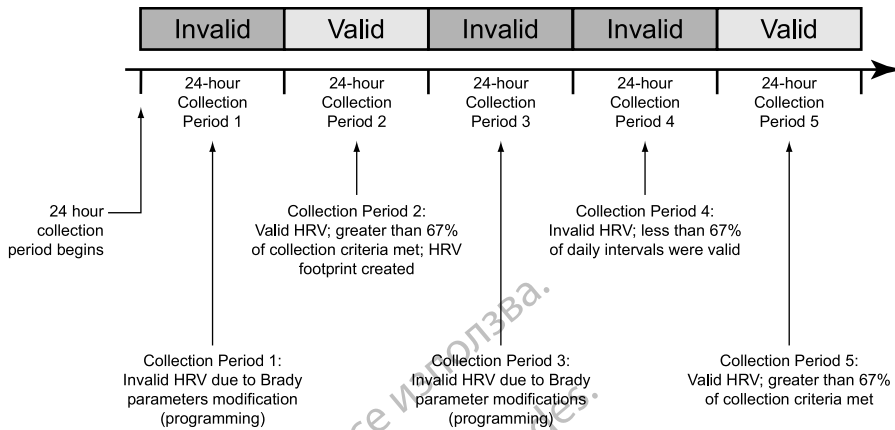 Invalid
Valid
Invalid
Invalid
Valid
24-hour
Collection
Period 1
24-hour
Collection
Period 2
24-hour
Collection
Period 3
24-hour
Collection
Period 4
24-hour
Collection
Period 5
24 hour
collection
period begins
Collection Period 2:
Valid HRV; greater than 67%
of collection criteria met; HRV
footprint created
Collection Period 4:
Invalid HRV; less than 67%
of daily intervals were valid
Collection Period 1:
Invalid HRV due to Brady
parameters modification
(programming)
Collection Period 3:
Invalid HRV due to Brady
parameter modifications
(programming)
Collection Period 5:
Valid HRV; greater than 67%
of collection criteria met
се използва.